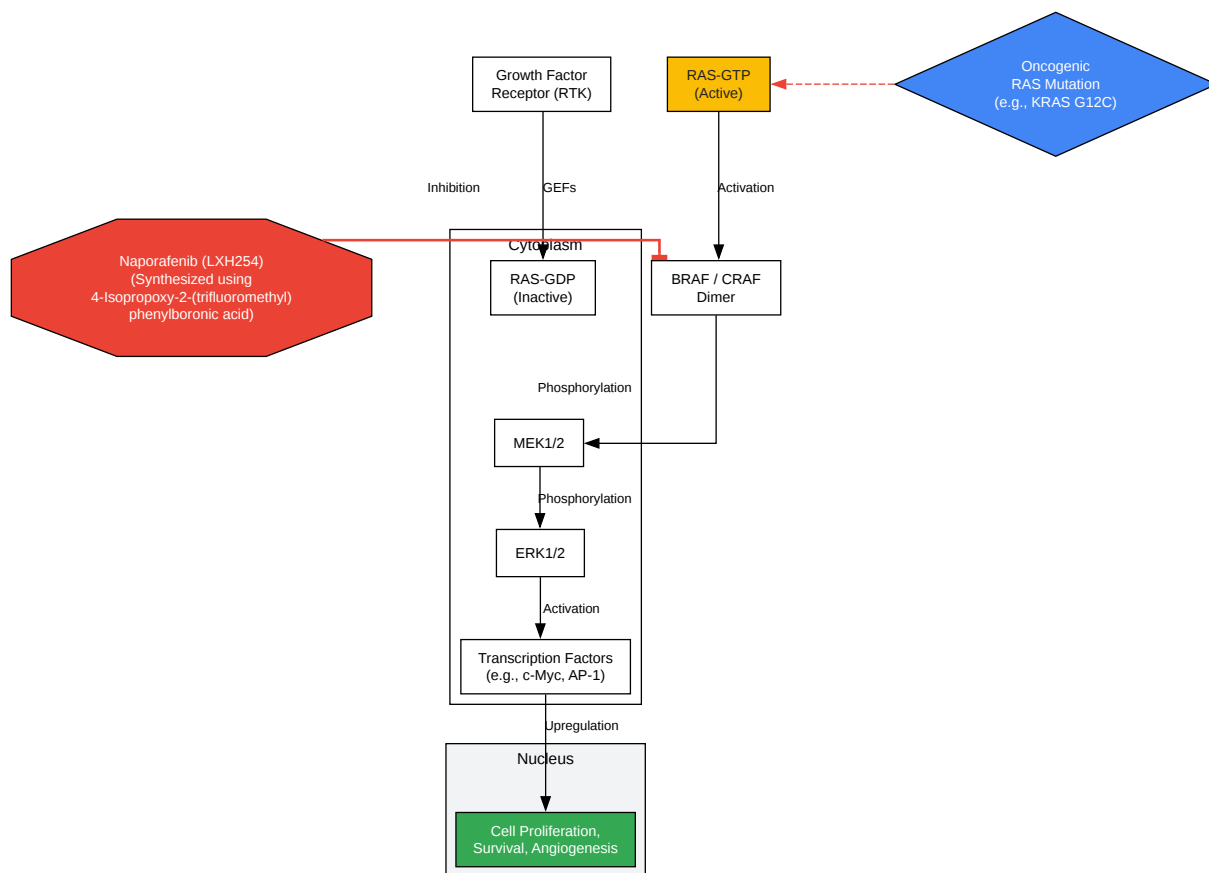 Growth Factor
Receptor (RTK)
RAS-GTP
(Active)
Oncogenic
RAS Mutation
(e.g., KRAS G12C)
Inhibition
GEFs
Activation
Cytoplasm
Naporafenib (LXH254)
(Synthesized using
4-Isopropoxy-2-(trifluoromethyl)
phenylboronic acid)
RAS-GDP
(Inactive)
BRAF / CRAF
Dimer
Phosphorylation
MEK1/2
Phosphorylation
ERK1/2
Activation
Transcription Factors
(e.g., c-Myc, AP-1)
Upregulation
Nucleus
Cell Proliferation,
Survival, Angiogenesis